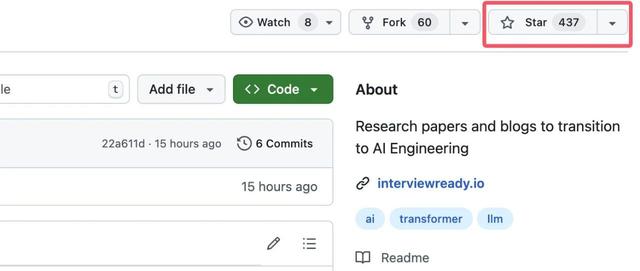 Watch 8
Fork 60
Star 437
le t
Add file
Code
About
Research papers and blogs to transition
to AI Engineering
22a611d · 15 hours ago
6 Commits
15 hours ago
interviewready.io
ai transformer llm
Readme